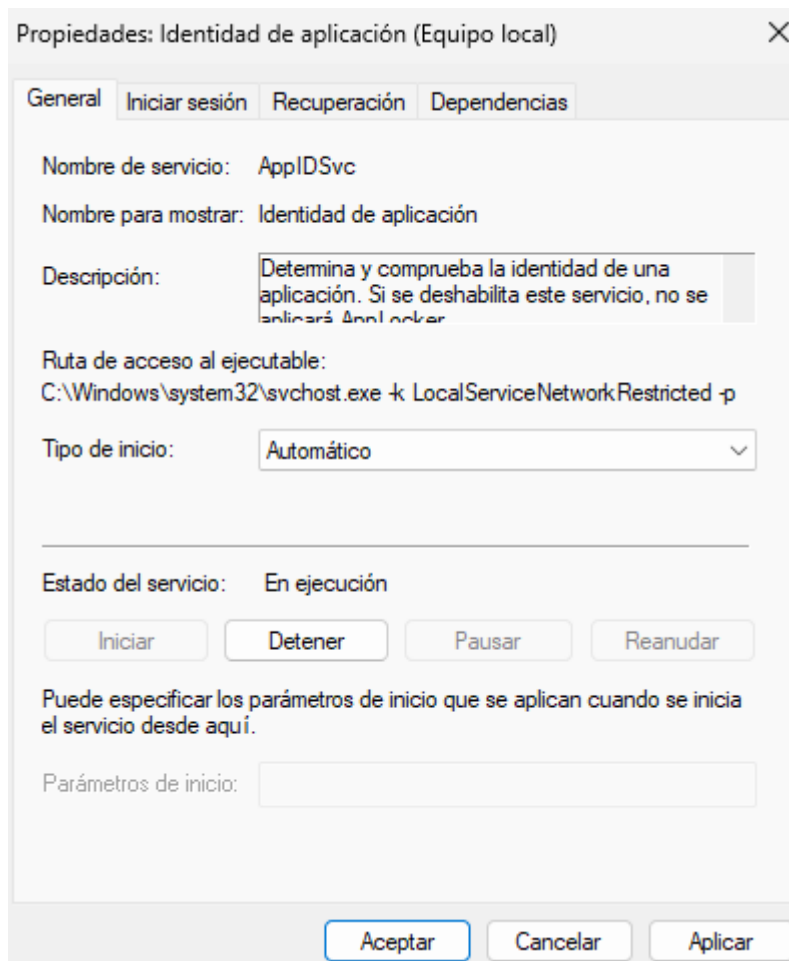 Propiedades: Identidad de aplicación (Equipo local)
General Iniciar sesión Recuperación Dependencias
Nombre de servicio: AppIDSvc
Nombre para mostrar: Identidad de aplicación
Descripción:
Determina y comprueba la identidad de una
aplicación. Si se deshabilita este servicio, no se
aplicará AppLocker.
Ruta de acceso al ejecutable:
C:\Windows\system32\svchost.exe -k LocalServiceNetworkRestricted -p
Tipo de inicio: Automático
Estado del servicio: En ejecución
Iniciar Detener Pausar Reanudar
Puede especificar los parámetros de inicio que se aplican cuando se inicia
el servicio desde aquí.
Parámetros de inicio:
Aceptar Cancelar Aplicar